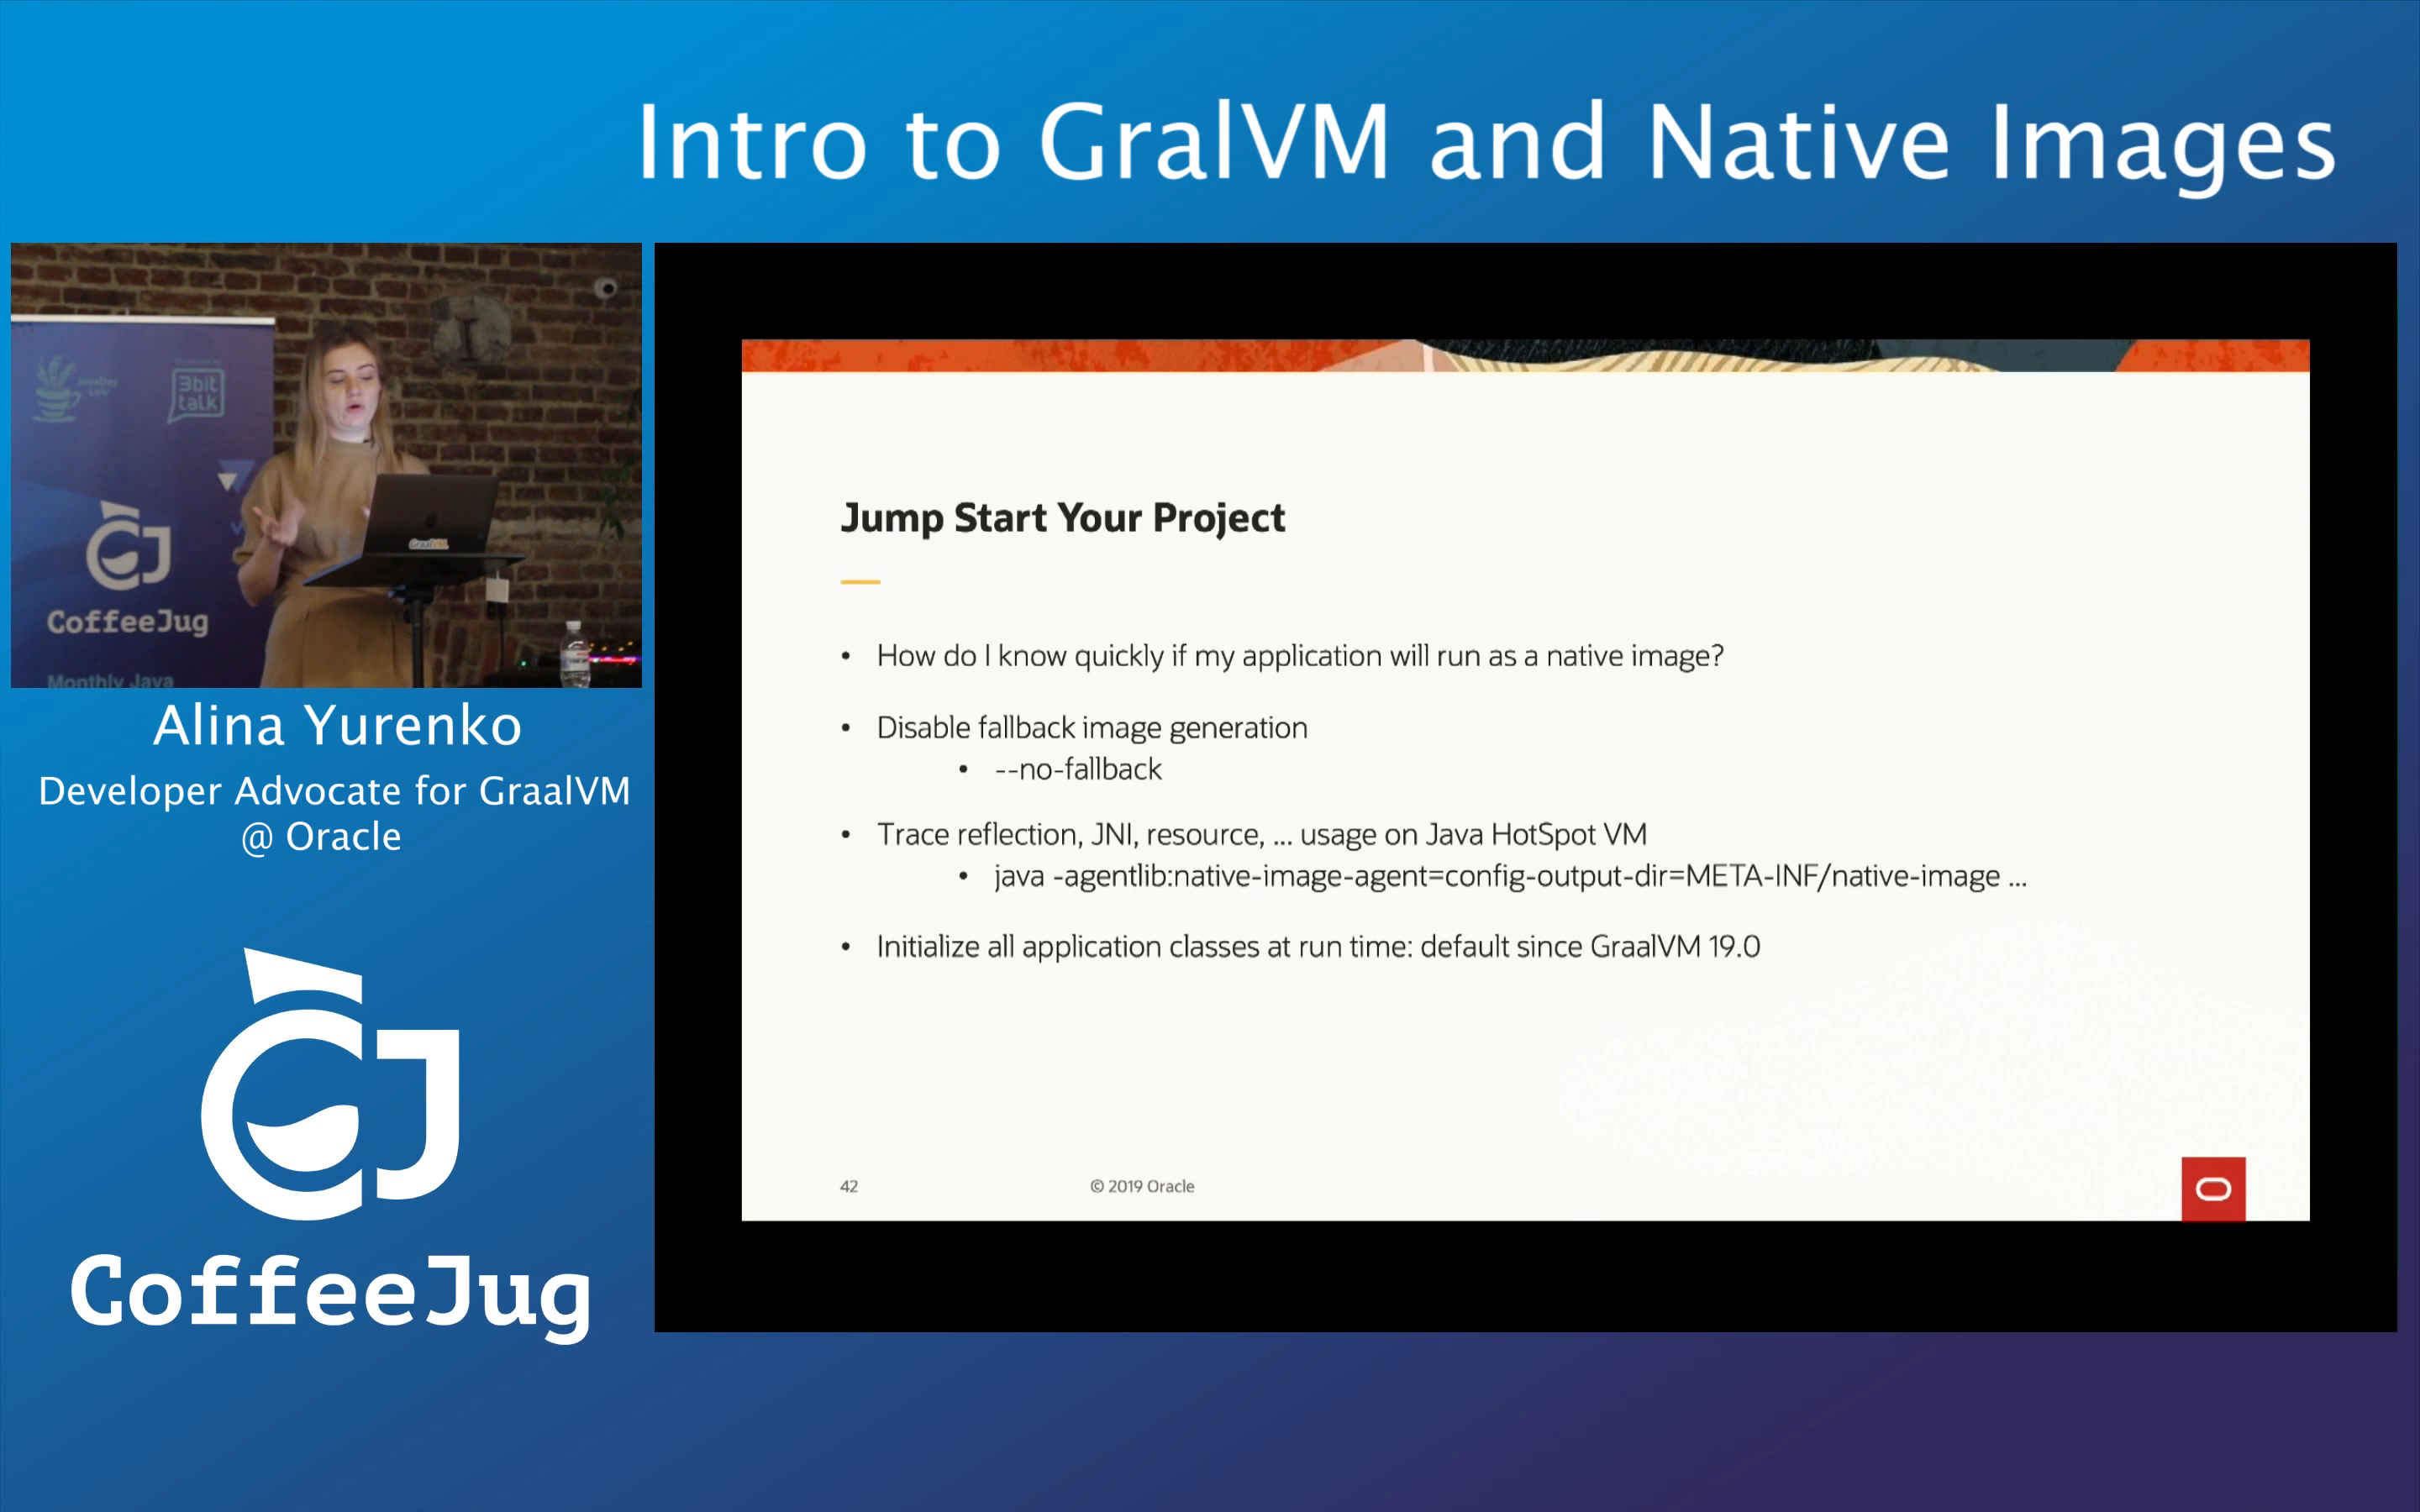 Intro to GralVM and Native Images
JavaDay
3bit
talk
CJ
CoffeeJug
Monthly Java
GraalVM
Alina Yurenko
Developer Advocate for GraalVM
@ Oracle
CJ
CoffeeJug
Jump Start Your Project
• How do I know quickly if my application will run as a native image?
• Disable fallback image generation
• --no-fallback
• Trace reflection, JNI, resource, ... usage on Java HotSpot VM
• java -agentlib:native-image-agent=config-output-dir=META-INF/native-image ...
• Initialize all application classes at run time: default since GraalVM 19.0
42
© 2019 Oracle